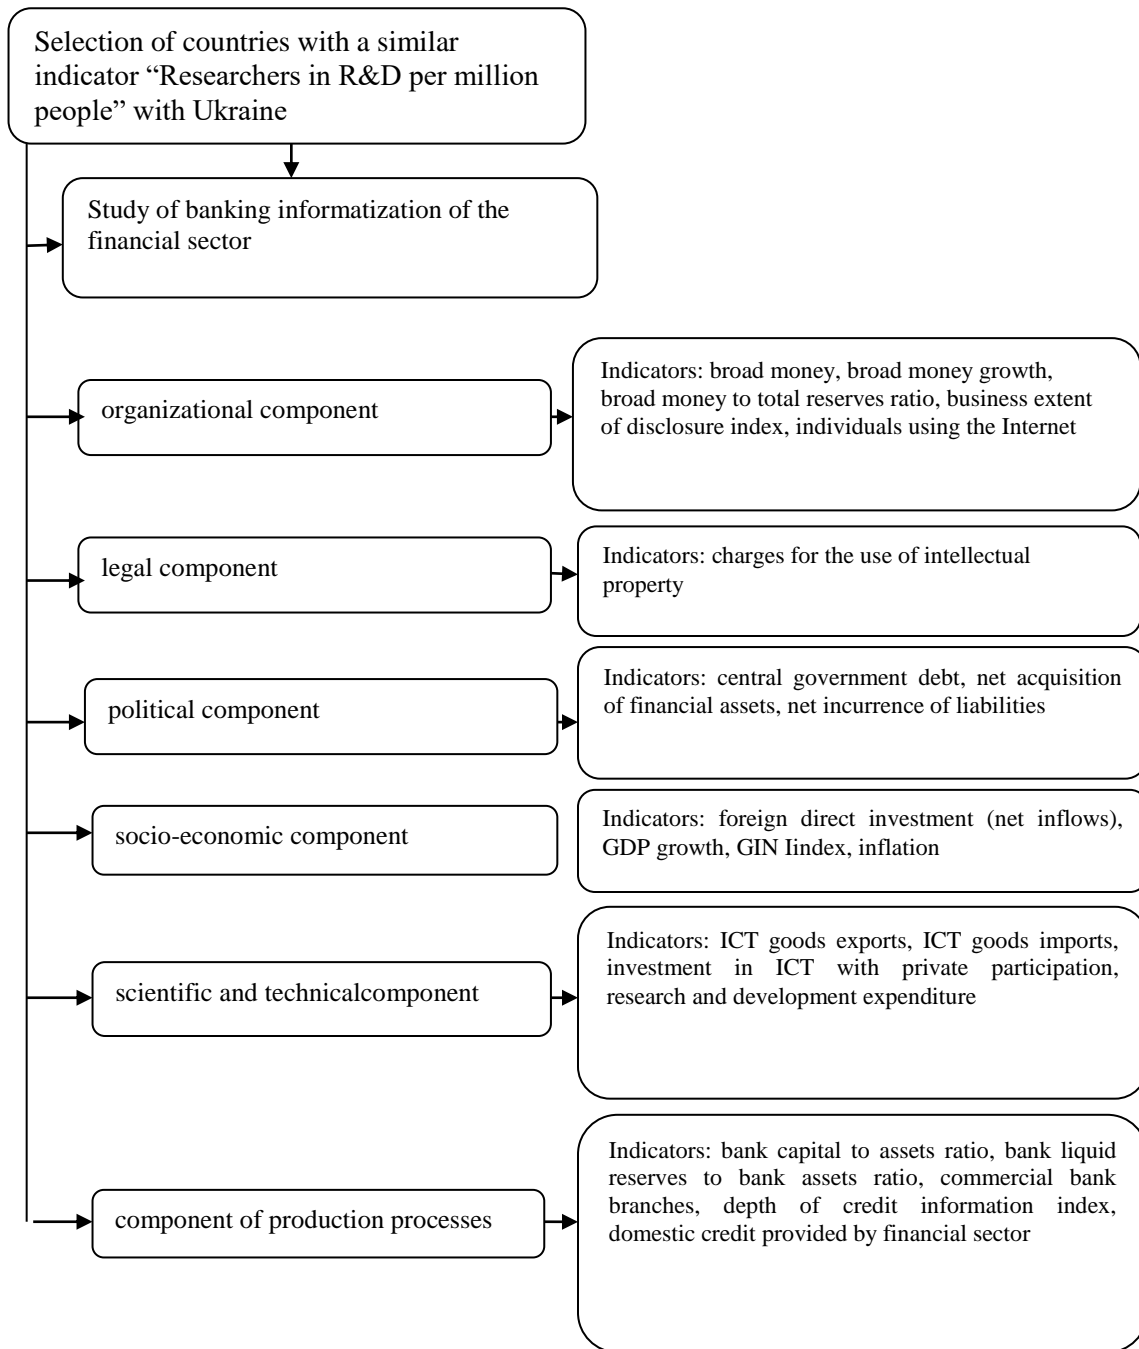 Selection of countries with a similar
indicator “Researchers in R&D per million
people” with Ukraine
Study of banking informatization of the
financial sector
organizational component
Indicators: broad money, broad money growth,
broad money to total reserves ratio, business extent
of disclosure index, individuals using the Internet
legal component
Indicators: charges for the use of intellectual
property
political component
Indicators: central government debt, net acquisition
of financial assets, net incurrence of liabilities
socio-economic component
Indicators: foreign direct investment (net inflows),
GDP growth, GIN Iindex, inflation
scientific and technicalcomponent
Indicators: ICT goods exports, ICT goods imports,
investment in ICT with private participation,
research and development expenditure
component of production processes
Indicators: bank capital to assets ratio, bank liquid
reserves to bank assets ratio, commercial bank
branches, depth of credit information index,
domestic credit provided by financial sector